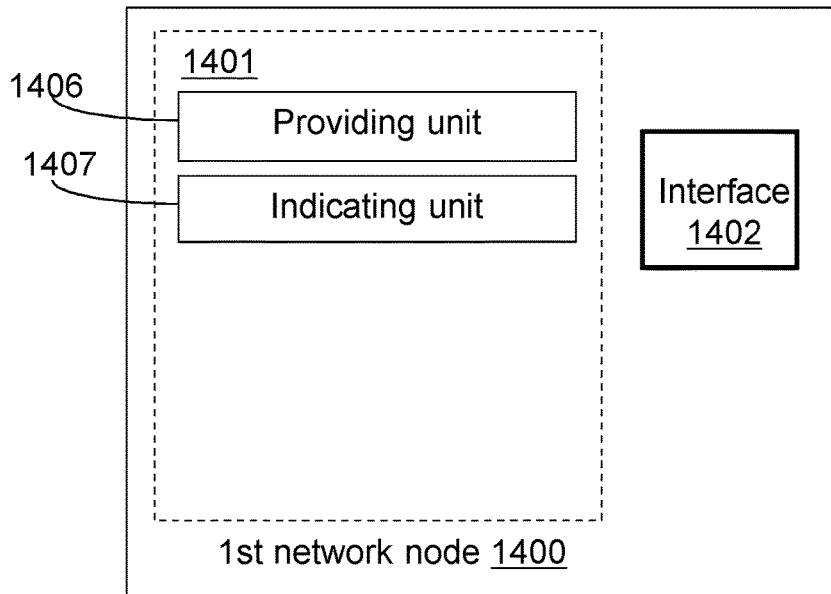 1401
1406
Providing unit
1407
Indicating unit
Interface
1402
1st network node 1400